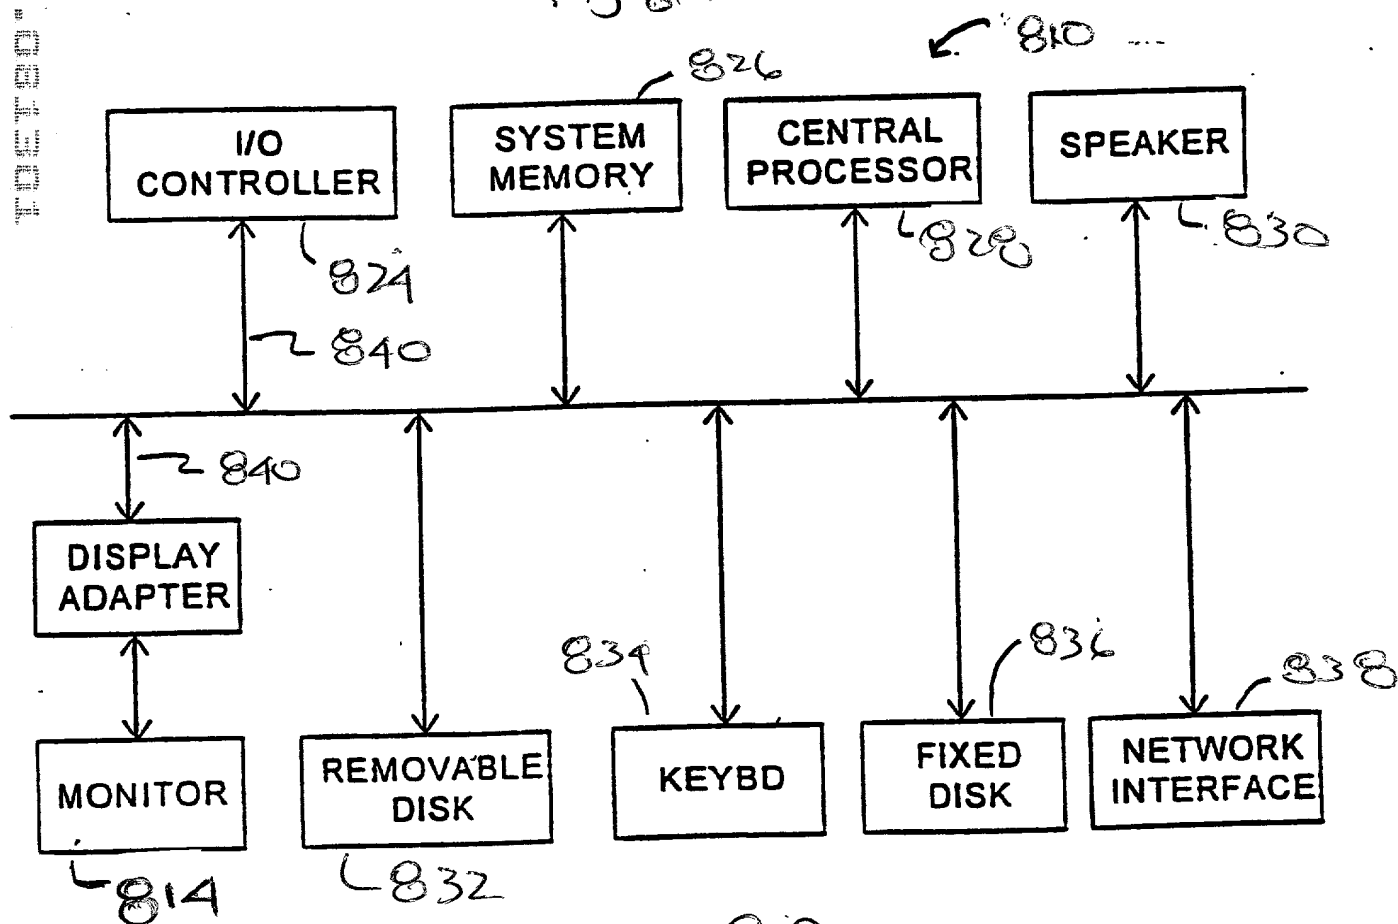 810
826
I/O
CONTROLLER
SYSTEM
MEMORY
CENTRAL
PROCESSOR
SPEAKER
824
828
830
840
840
DISPLAY
ADAPTER
834
836
838
MONITOR
REMOVABLE
DISK
KEYBD
FIXED
DISK
NETWORK
INTERFACE
814
832